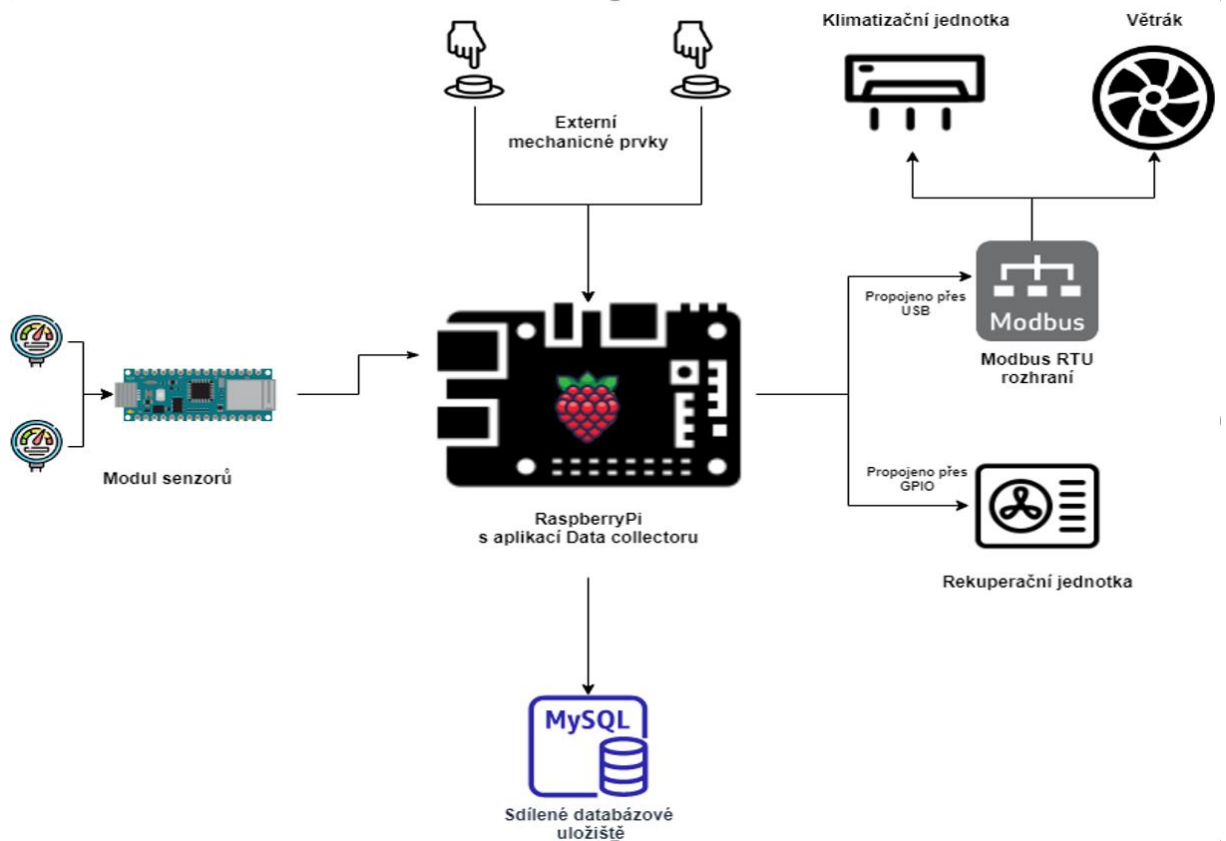 Klimatizační jednotka
Větrák
Externí
mechanicné prvky
Propojeno přes
USB
Modbus
Modbus RTU
rozhraní
Modul senzorů
Propojeno přes
GPIO
RaspberryPi
s aplikací Data collectoru
Rekuperační jednotka
MySQL
Sdílené databázové
uložiště